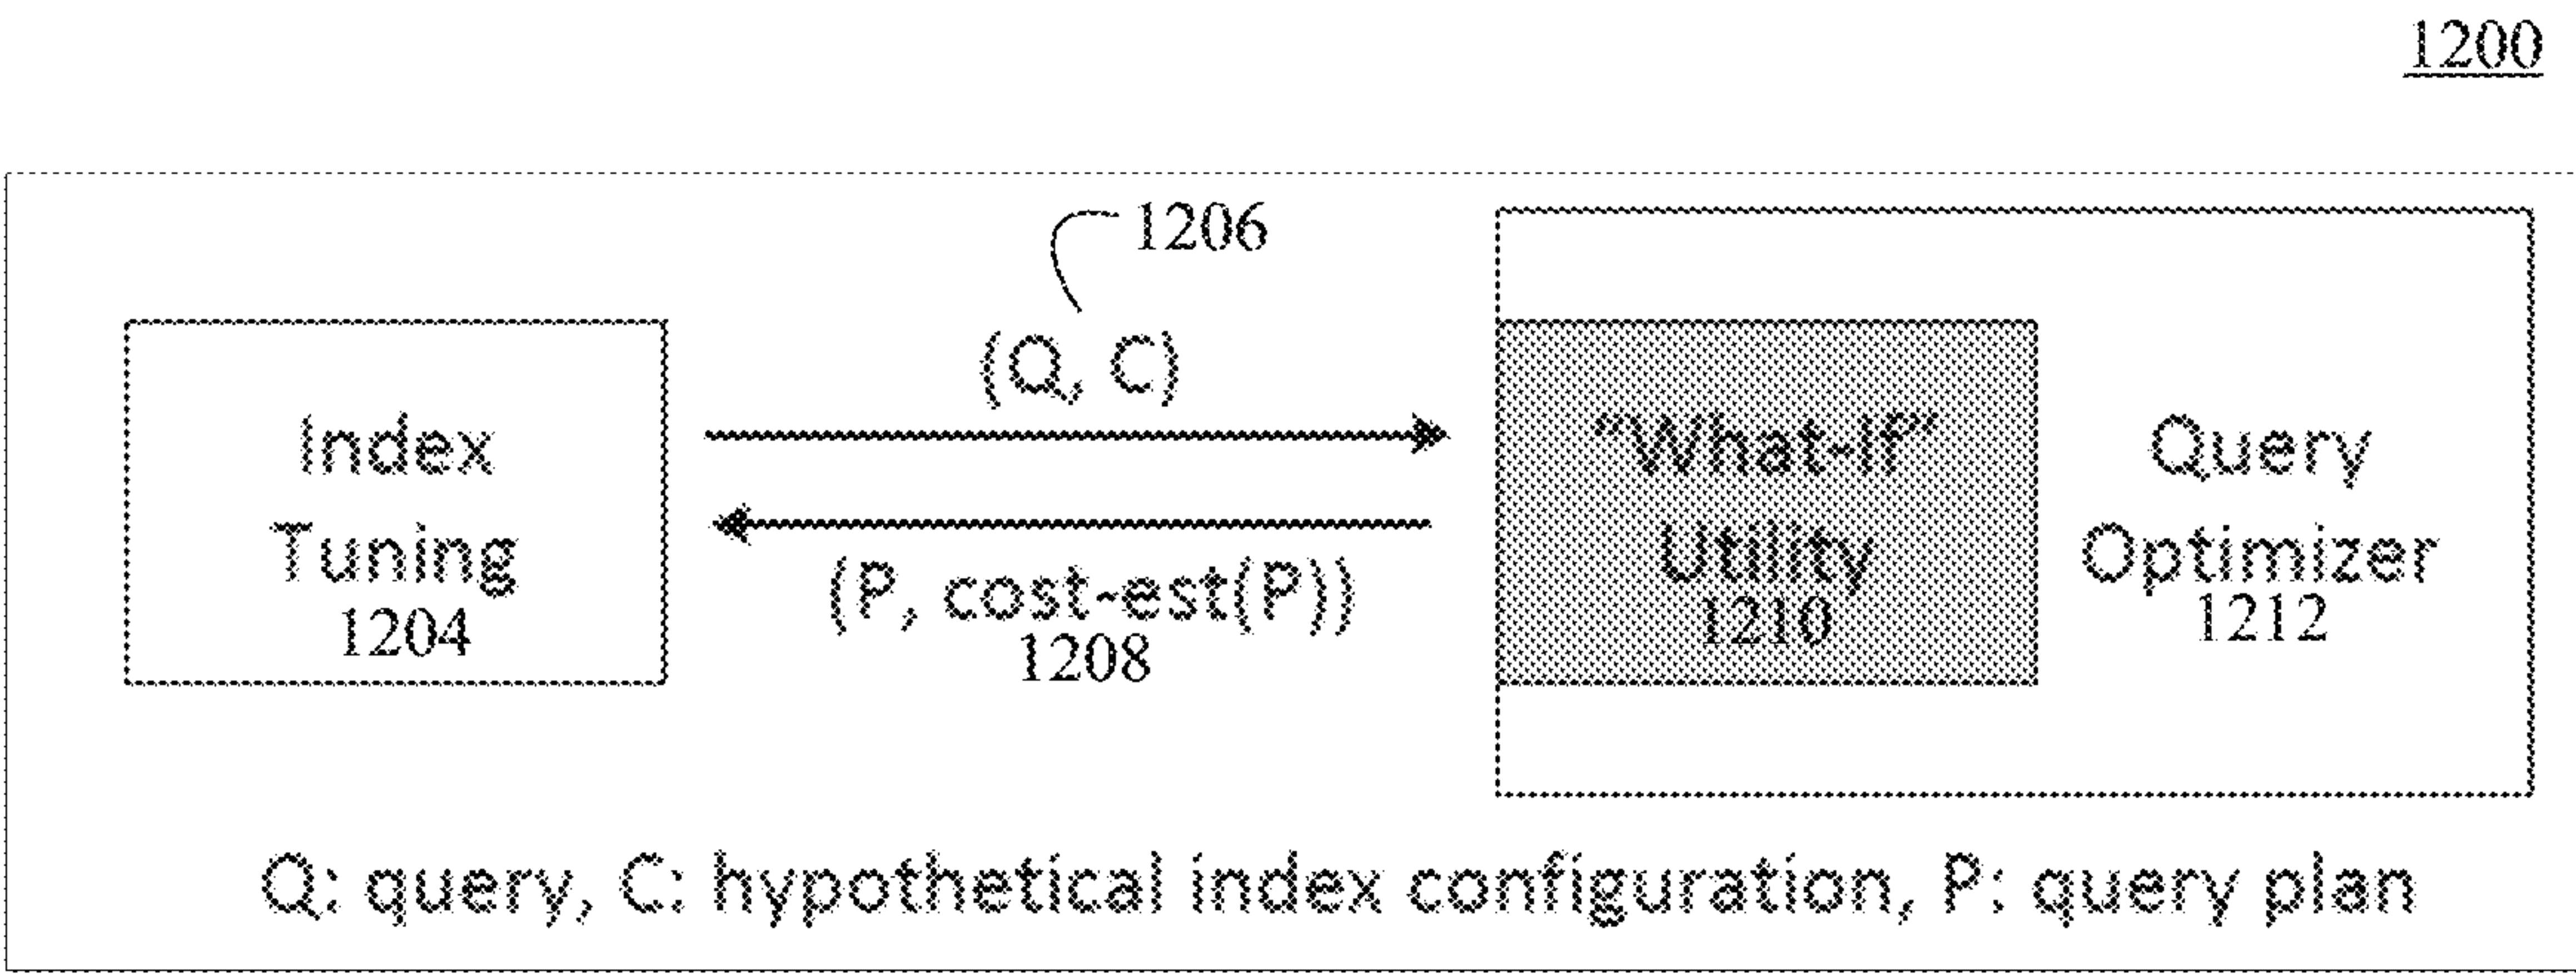 1200
1206
(Q, C)
Index
Tuning
1204
(P, cost-est(P))
1208
“What-If”
Utility
1210
Query
Optimizer
1212
Q: query, C: hypothetical index configuration, P: query plan